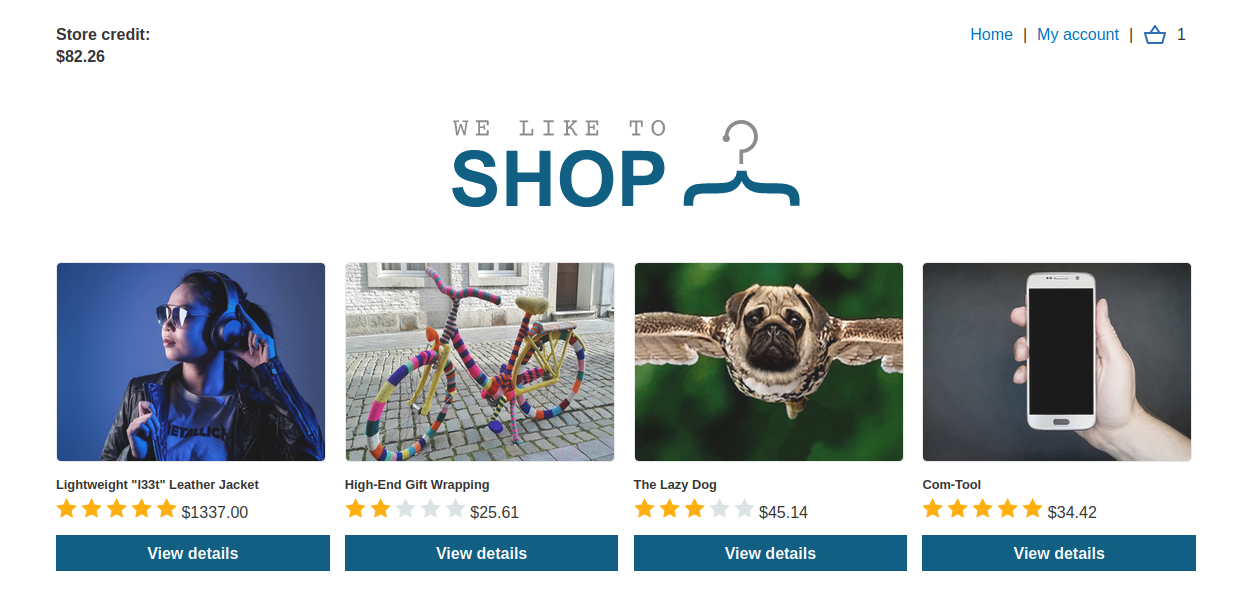 Store credit:
$82.26
Home | My account | 1
WE LIKE TO
SHOP
METALLICA
Lightweight "l33t" Leather Jacket
$1337.00
View details
High-End Gift Wrapping
$25.61
View details
The Lazy Dog
$45.14
View details
Com-Tool
$34.42
View details